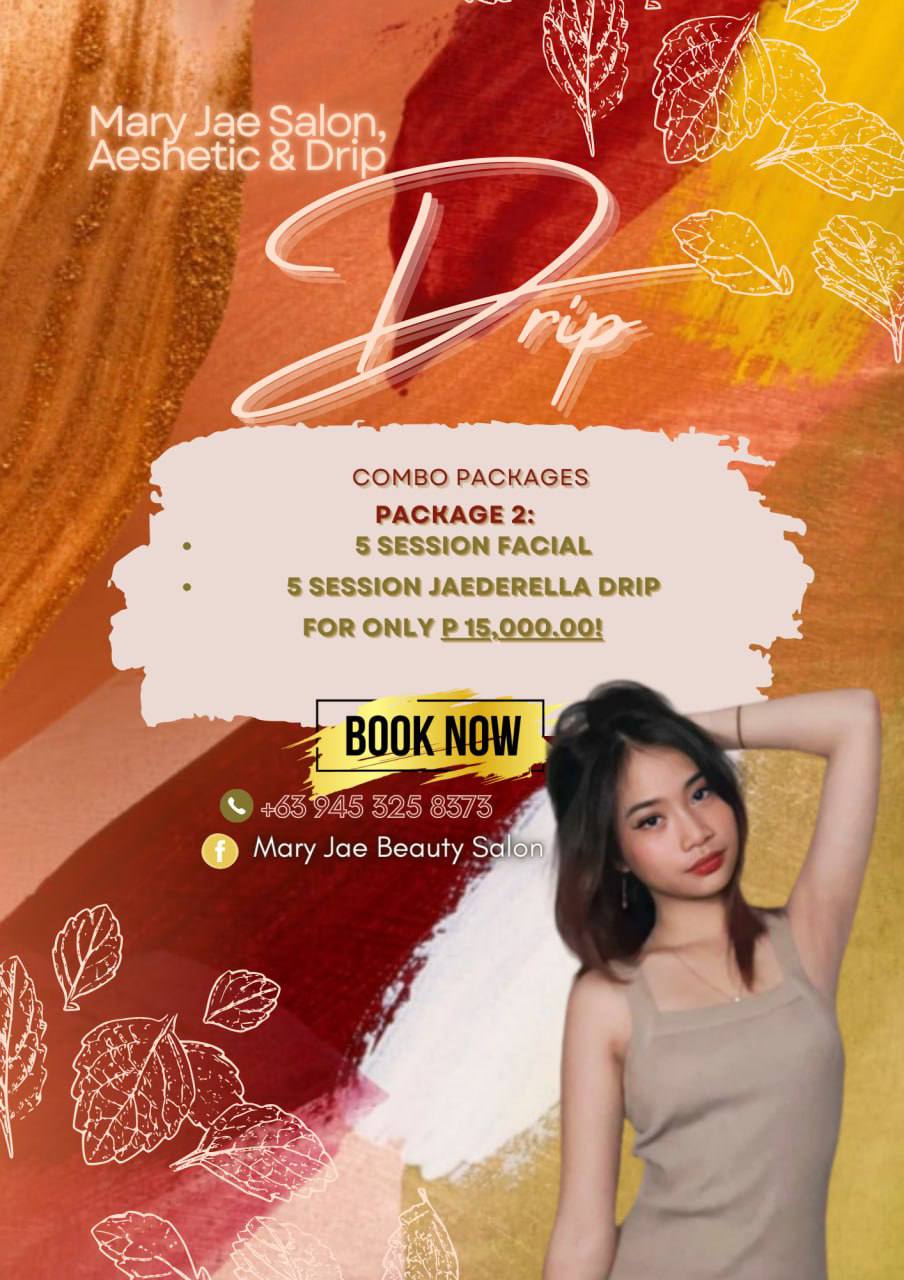 Mary Jae Salon,
Aeshetic & Drip
Drip
COMBO PACKAGES
PACKAGE 2:
• 5 SESSION FACIAL
• 5 SESSION JAEDERELLA DRIP
FOR ONLY P 15,000.00!
BOOK NOW
+63 945 325 8373
f Mary Jae Beauty Salon